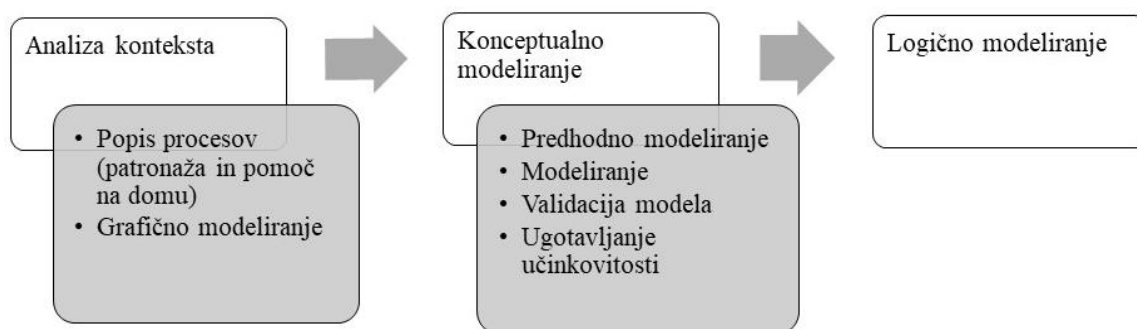 Analiza konteksta
• Popis procesov
(patronaža in pomoč
na domu)
• Grafično modeliranje
Konceptualno
modeliranje
• Predhodno modeliranje
• Modeliranje
• Validacija modela
• Ugotavljanje
učinkovitosti
Logično modeliranje